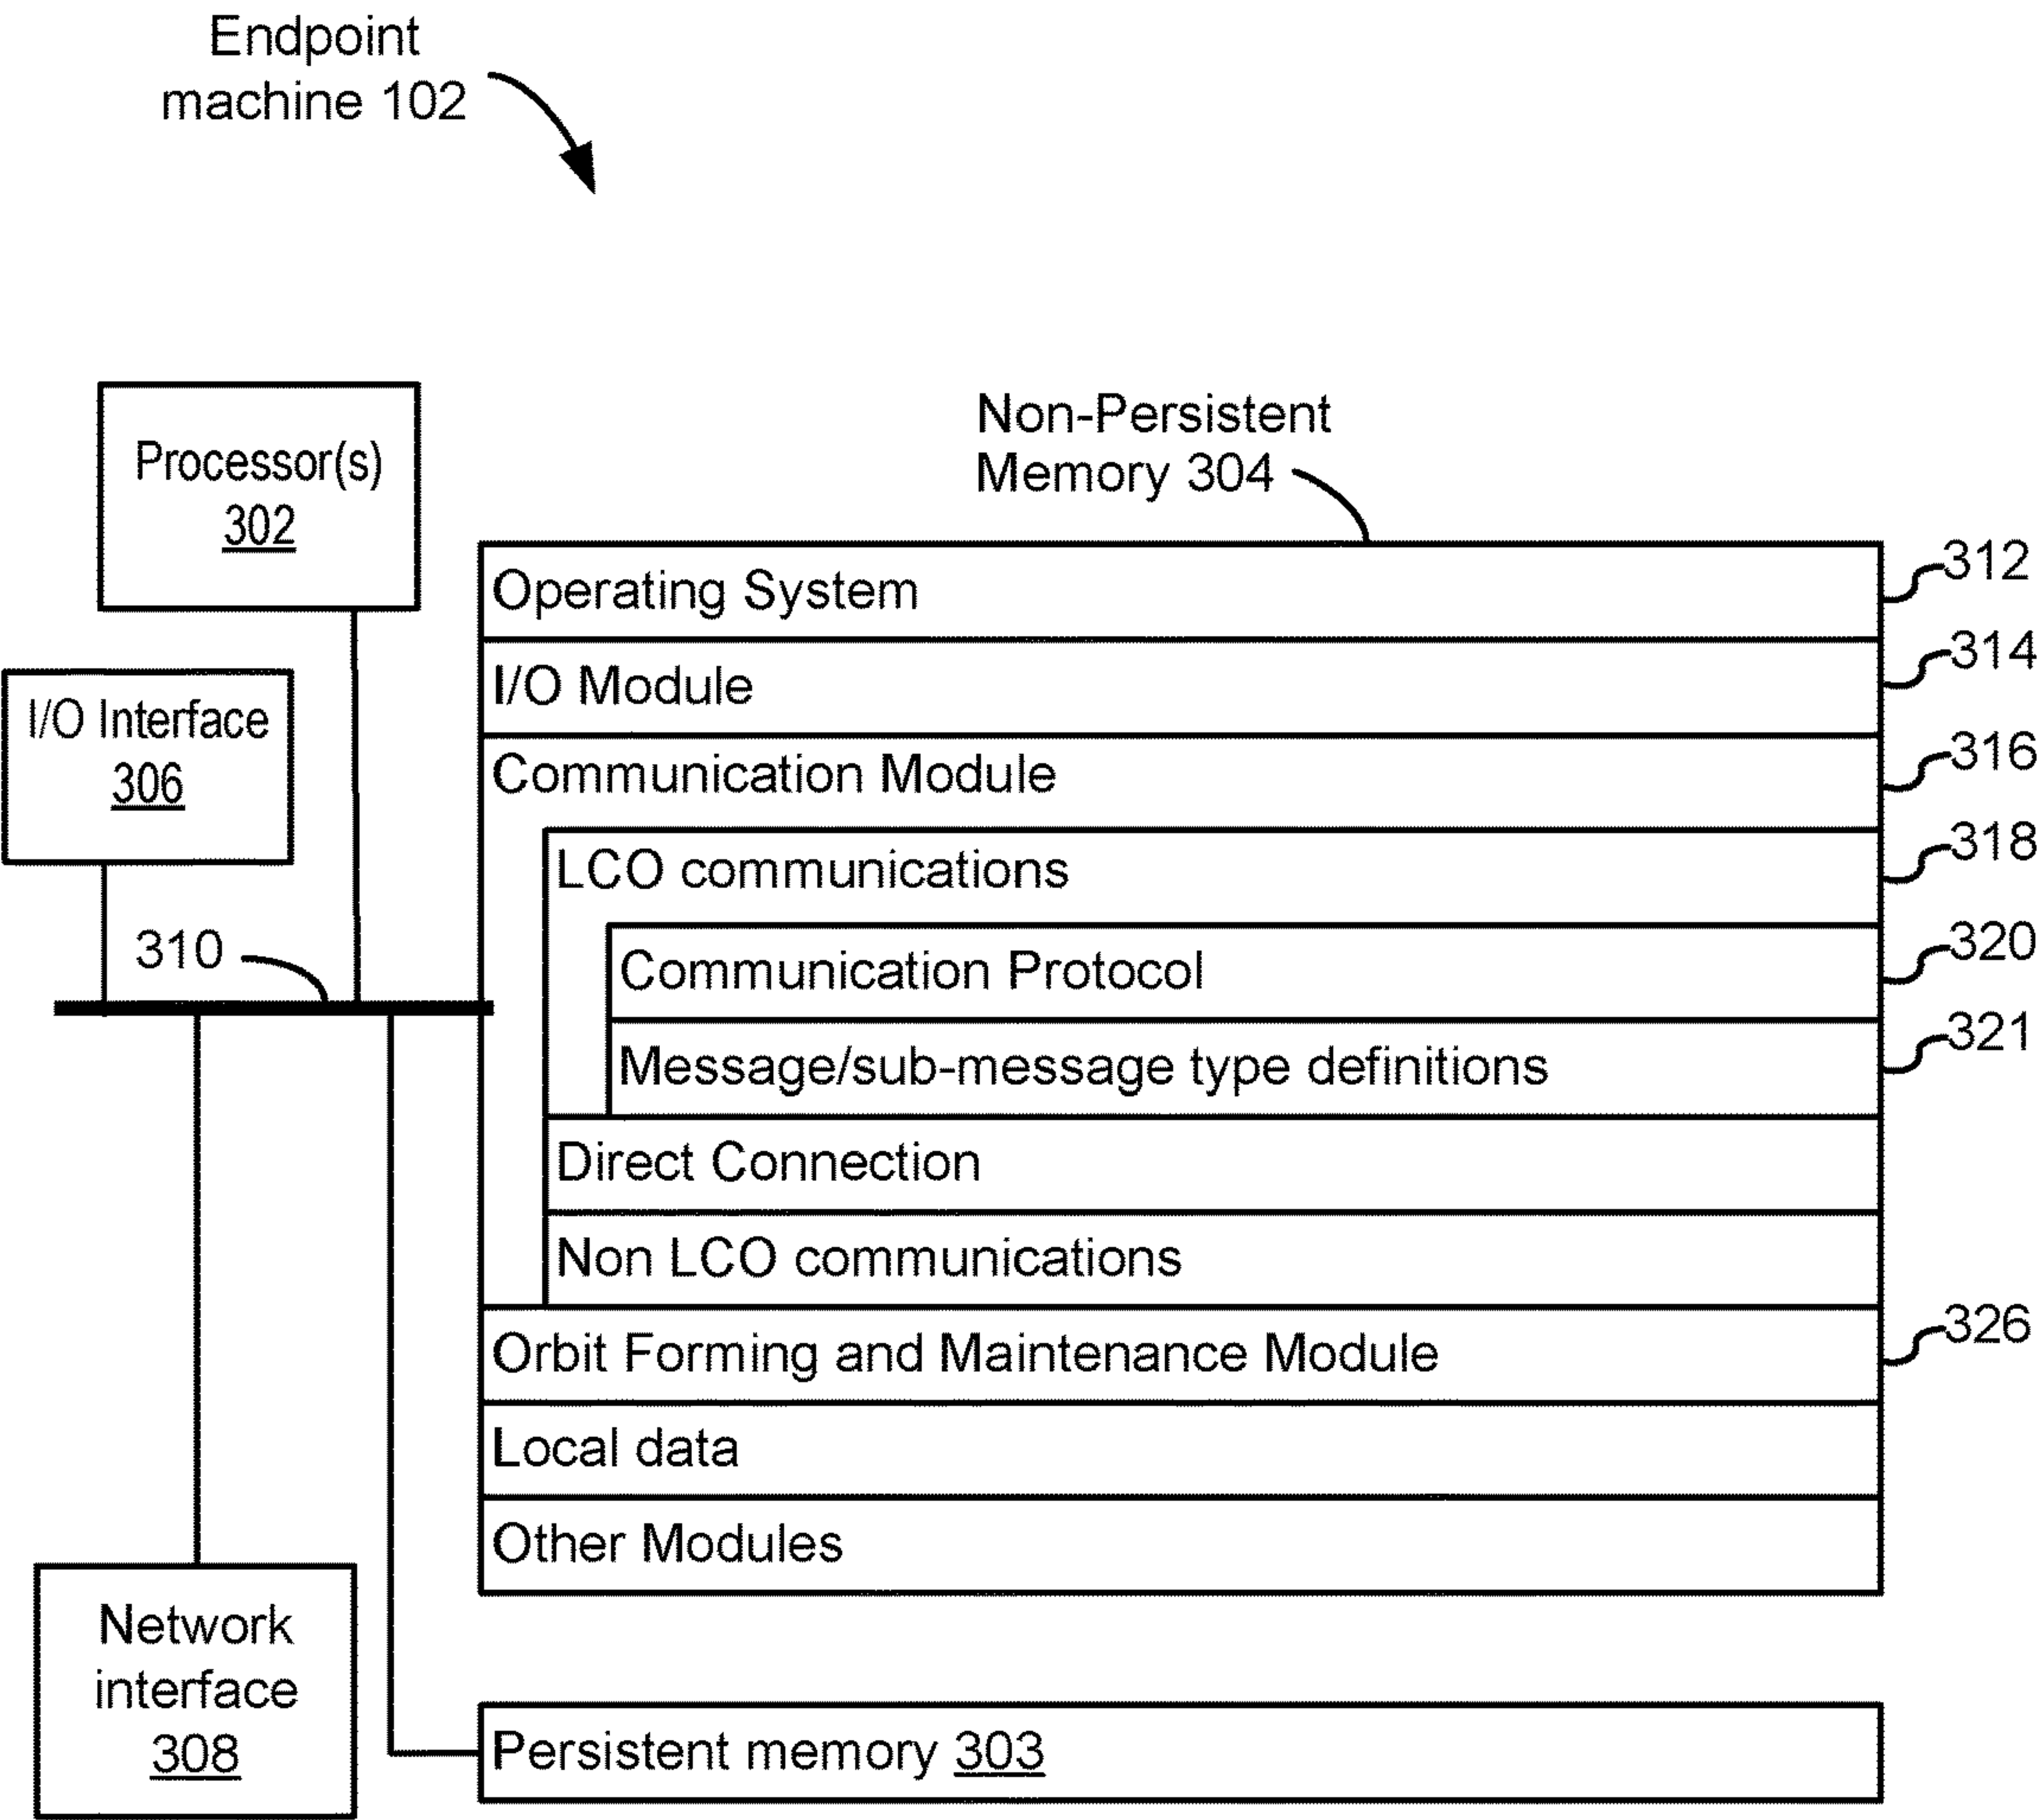 Endpoint
machine 102
Processor(s)
302
Non-Persistent
Memory 304
I/O Interface
306
310
Operating System
312
I/O Module
314
Communication Module
316
LCO communications
318
Communication Protocol
320
Message/sub-message type definitions
321
Direct Connection
Non LCO communications
Orbit Forming and Maintenance Module
326
Local data
Other Modules
Network
interface
308
Persistent memory 303